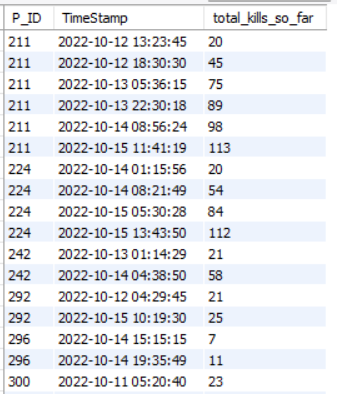 P_ID TimeStamp total_kills_so_far
211 2022-10-12 13:23:45 20
211 2022-10-12 18:30:30 45
211 2022-10-13 05:36:15 75
211 2022-10-13 22:30:18 89
211 2022-10-14 08:56:24 98
211 2022-10-15 11:41:19 113
224 2022-10-14 01:15:56 20
224 2022-10-14 08:21:49 54
224 2022-10-15 05:30:28 84
224 2022-10-15 13:43:50 112
242 2022-10-13 01:14:29 21
242 2022-10-14 04:38:50 58
292 2022-10-12 04:29:45 21
292 2022-10-15 10:19:30 25
296 2022-10-14 15:15:15 7
296 2022-10-14 19:35:49 11
300 2022-10-11 05:20:40 23